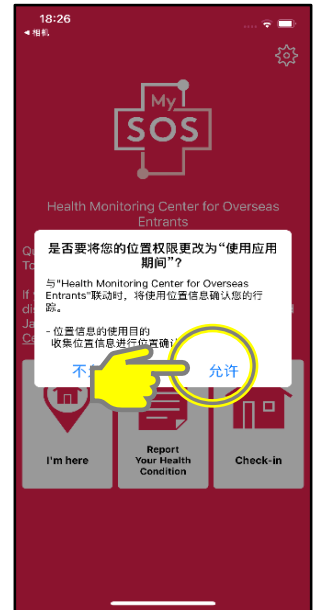 18:26
◀ 相机
My
SOS
Health Monitoring Center for Overseas
Entrants
是否要将您的位置权限更改为“使用应用
期间”?
与"Health Monitoring Center for Overseas
Entrants"联动时，将使用位置信息确认您的行
踪。
- 位置信息的使用目的
收集位置信息进行位置确认
不
允许
I'm here
Report
Your Health
Condition
Check-in